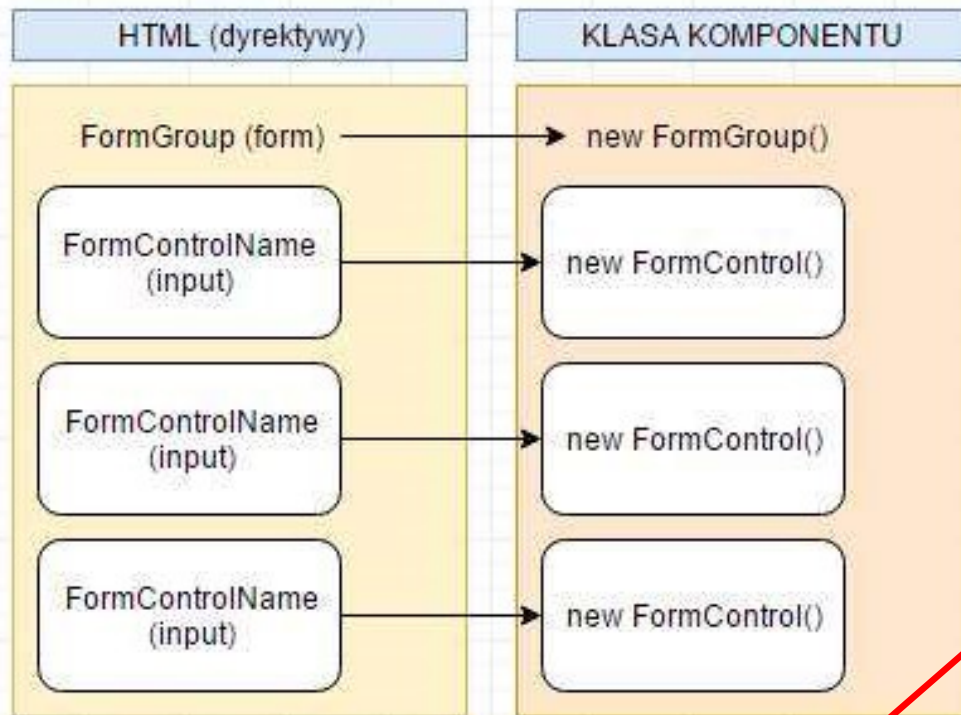 HTML (dyrektywy)
KLASA KOMPONENTU
FormGroup (form)
new FormGroup()
FormControlName
(input)
new FormControl()
FormControlName
(input)
new FormControl()
FormControlName
(input)
new FormControl()